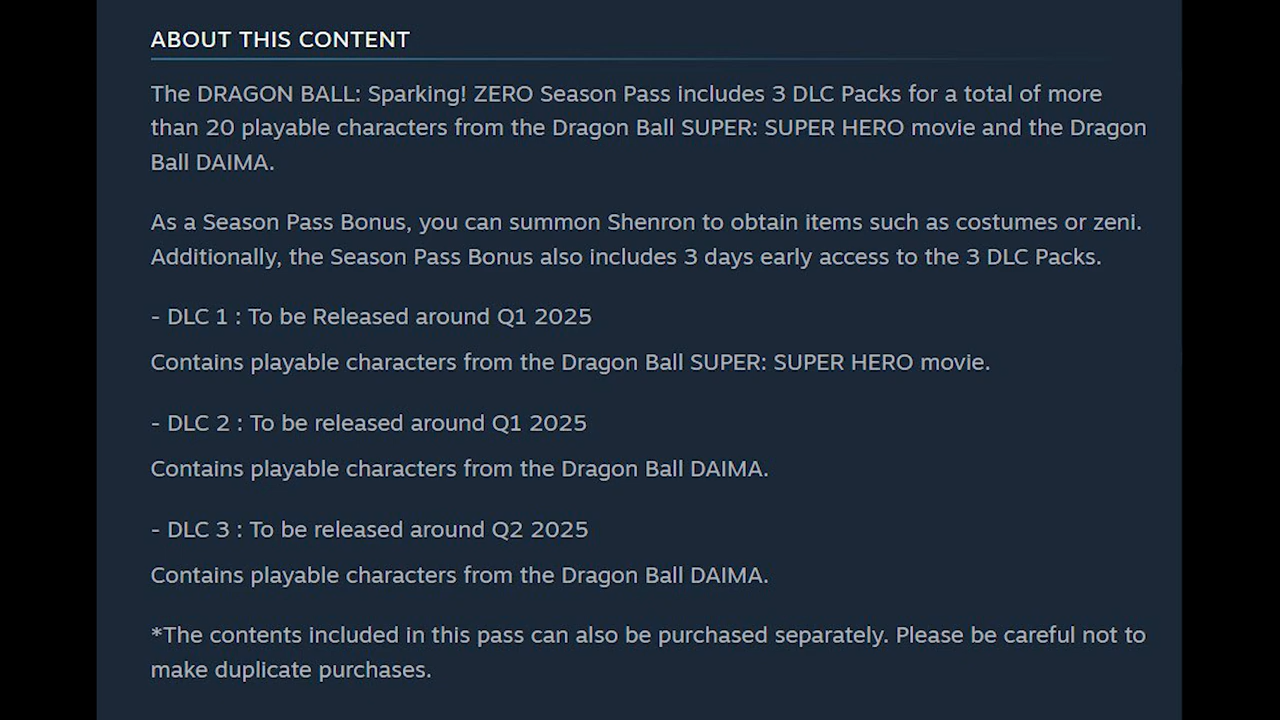 ABOUT THIS CONTENT
The DRAGON BALL: Sparking! ZERO Season Pass includes 3 DLC Packs for a total of more
than 20 playable characters from the Dragon Ball SUPER: SUPER HERO movie and the Dragon
Ball DAIMA.
As a Season Pass Bonus, you can summon Shenron to obtain items such as costumes or zeni.
Additionally, the Season Pass Bonus also includes 3 days early access to the 3 DLC Packs.
- DLC 1 : To be Released around Q1 2025
Contains playable characters from the Dragon Ball SUPER: SUPER HERO movie.
- DLC 2 : To be released around Q1 2025
Contains playable characters from the Dragon Ball DAIMA.
- DLC 3 : To be released around Q2 2025
Contains playable characters from the Dragon Ball DAIMA.
*The contents included in this pass can also be purchased separately. Please be careful not to
make duplicate purchases.